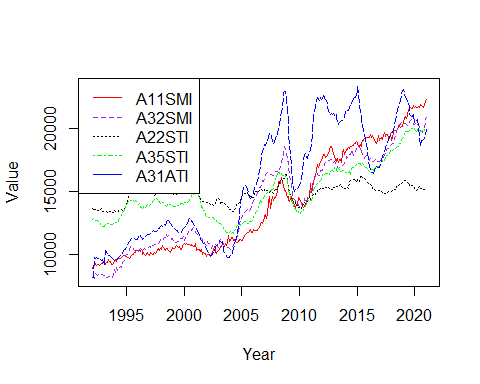 A11SMI
A32SMI
A22STI
A35STI
A31ATI
Value
10000
15000
20000
1995
2000
2005
2010
2015
2020
Year